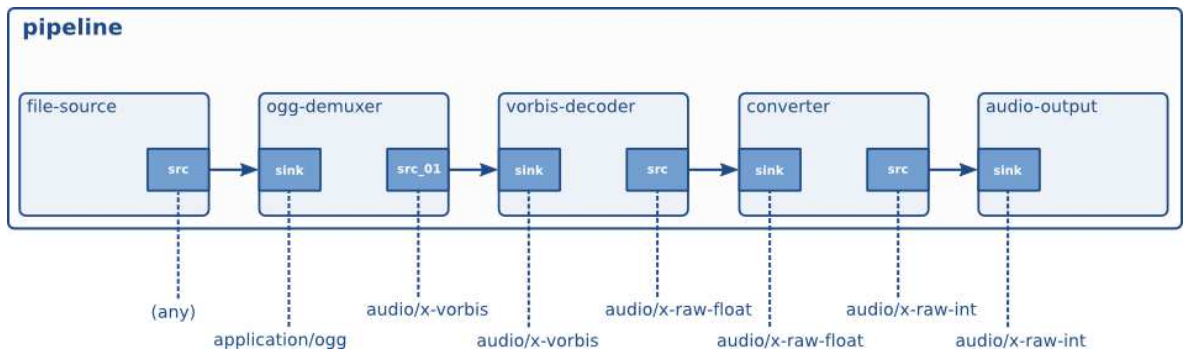 pipeline
file-source
ogg-demuxer
vorbis-decoder
converter
audio-output
src
sink
src_01
sink
src
sink
src
sink
(any)
audio/x-vorbis
audio/x-raw-float
audio/x-raw-int
application/ogg
audio/x-vorbis
audio/x-raw-float
audio/x-raw-int